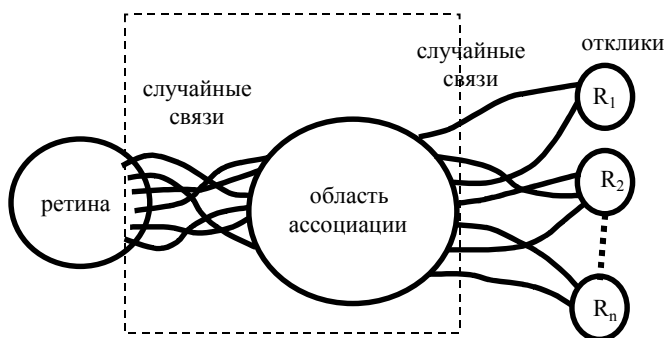 случайные
связи
ретина
область
ассоциации
случайные
связи
отклики
R₁
R₂
Rₙ